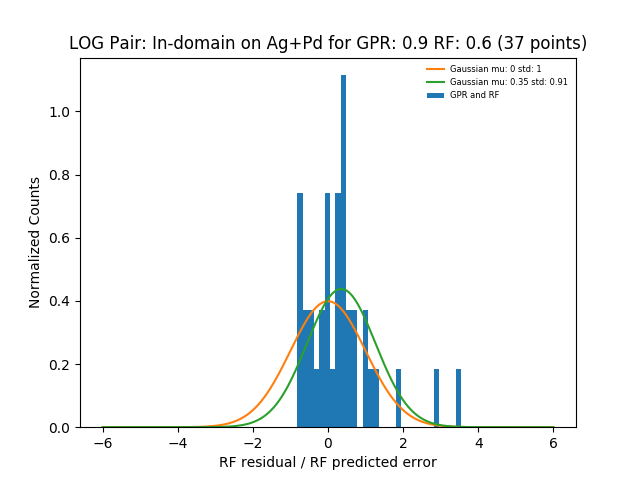 LOG Pair: In-domain on Ag+Pd for GPR: 0.9 RF: 0.6 (37 points)
Gaussian mu: 0 std: 1
Gaussian mu: 0.35 std: 0.91
GPR and RF
1.0
0.8
0.6
0.4
0.2
0.0
Normalized Counts
−6 −4 −2 0 2 4 6
RF residual / RF predicted error